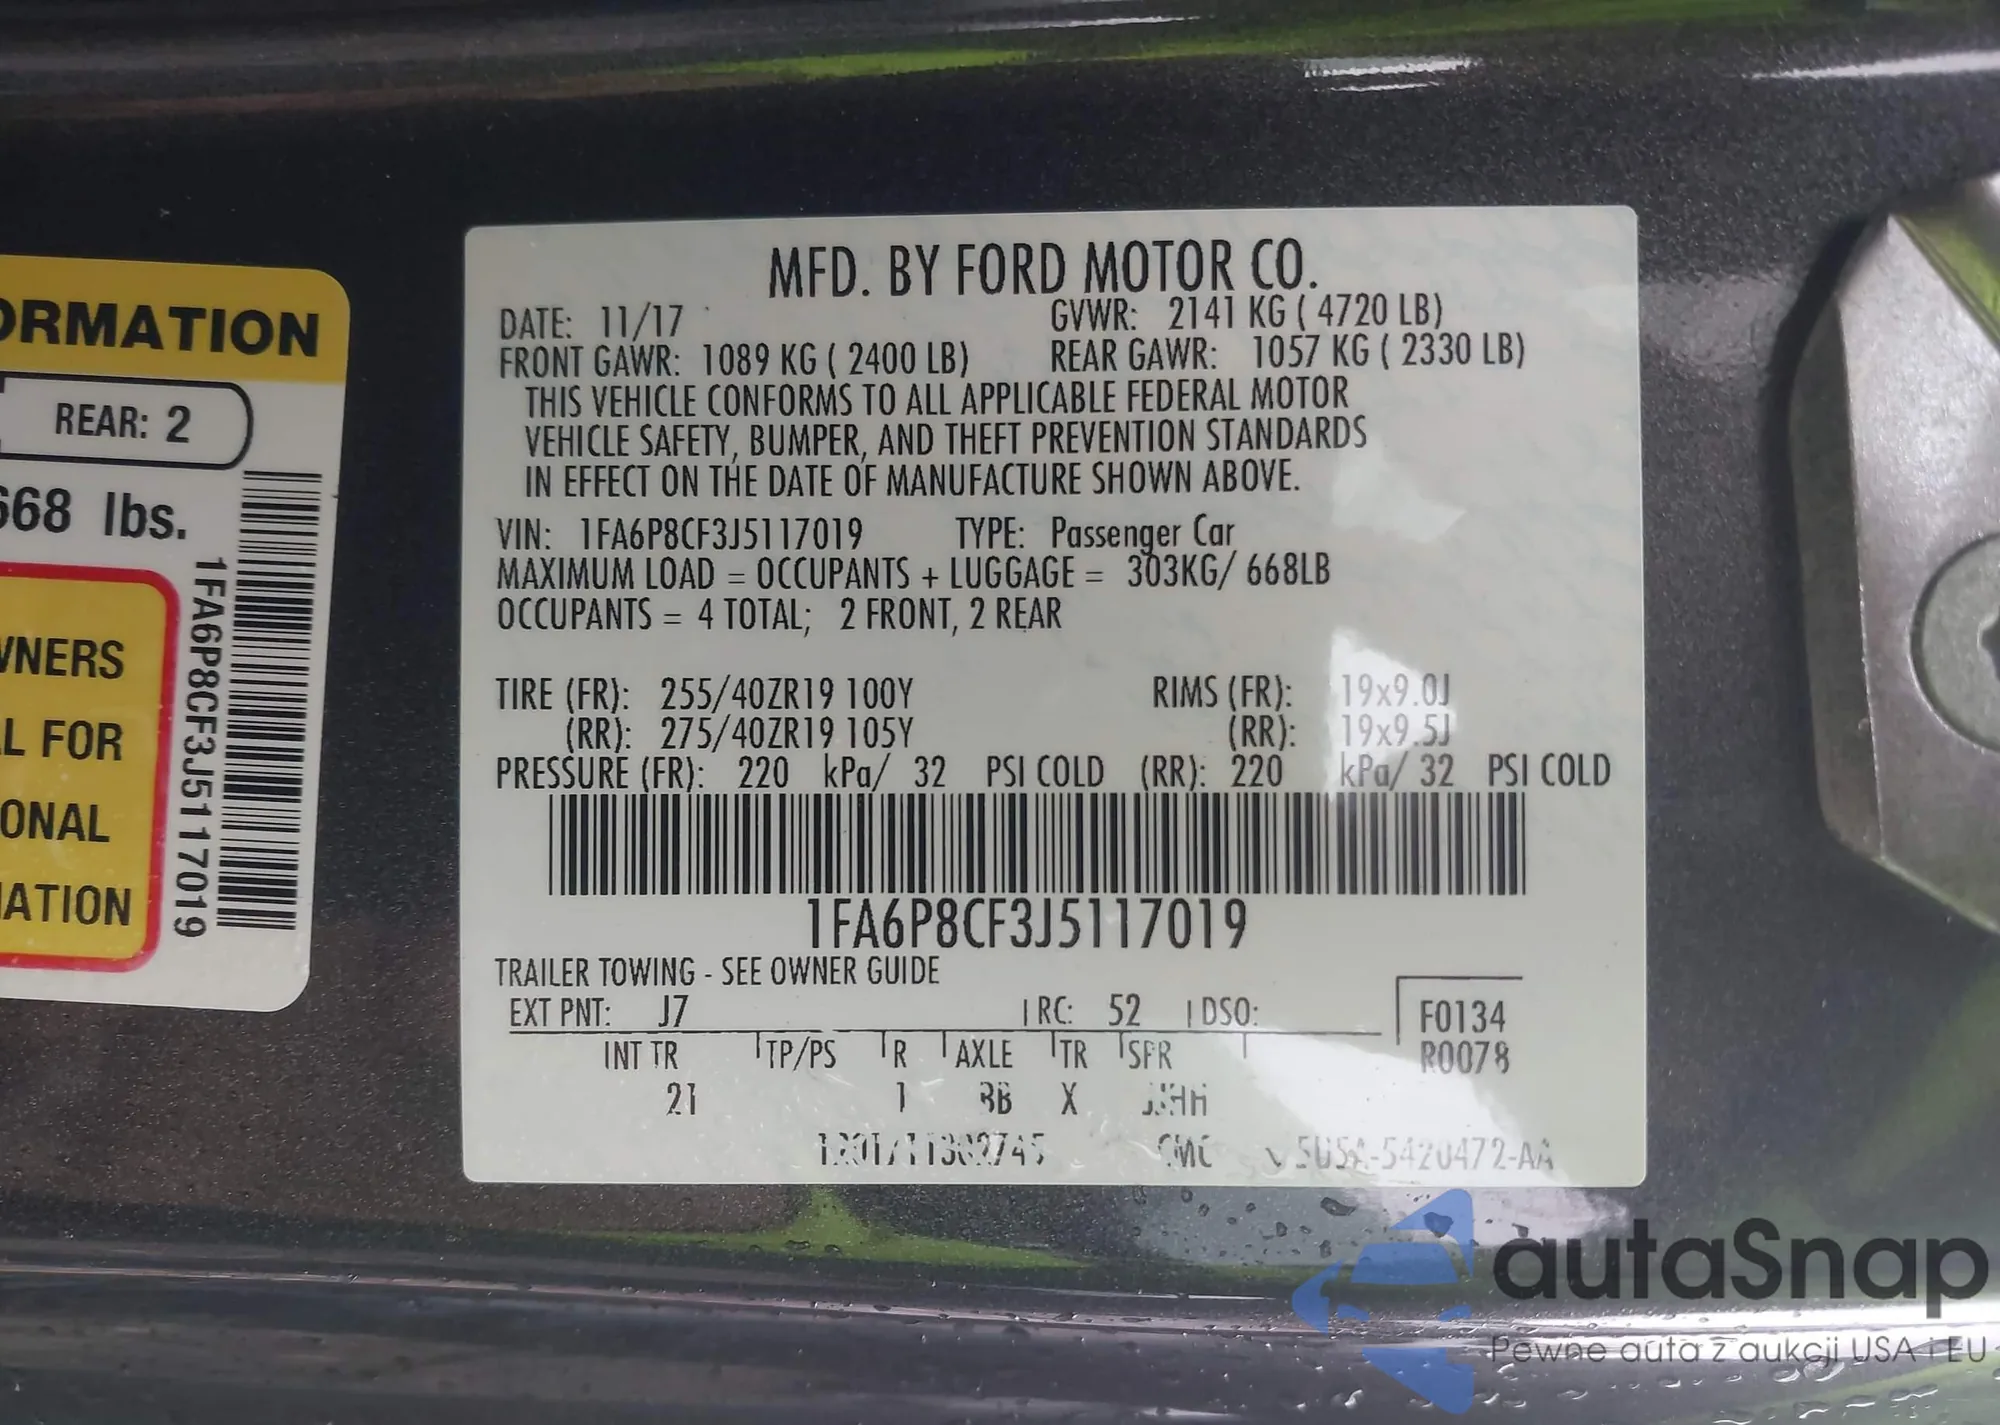 ORMATION
REAR: 2
668 lbs.
WNERS
L FOR
ONAL
MATION
1FA6P8CF3J5117019
MFD. BY FORD MOTOR CO.
DATE: 11/17 GVWR: 2141 KG ( 4720 LB)
FRONT GAWR: 1089 KG ( 2400 LB) REAR GAWR: 1057 KG ( 2330 LB)
THIS VEHICLE CONFORMS TO ALL APPLICABLE FEDERAL MOTOR
VEHICLE SAFETY, BUMPER, AND THEFT PREVENTION STANDARDS
IN EFFECT ON THE DATE OF MANUFACTURE SHOWN ABOVE.
VIN: 1FA6P8CF3J5117019 TYPE: Passenger Car
MAXIMUM LOAD = OCCUPANTS + LUGGAGE = 303KG/ 668LB
OCCUPANTS = 4 TOTAL; 2 FRONT, 2 REAR
TIRE (FR): 255/40ZR19 100Y RIMS (FR): 19x9.0J
(RR): 275/40ZR19 105Y (RR): 19x9.5J
PRESSURE (FR): 220 kPa/ 32 PSI COLD (RR): 220 kPa/ 32 PSI COLD
1FA6P8CF3J5117019
TRAILER TOWING - SEE OWNER GUIDE
EXT PNT: J7 RC: 52 DSO: F0134
INT TR TP/PS R AXLE TR SPR R0078
21 1 BB X
CMC 5U5A-5420472-AA
autaSnap
Pewne auta z aukcji USA i EU